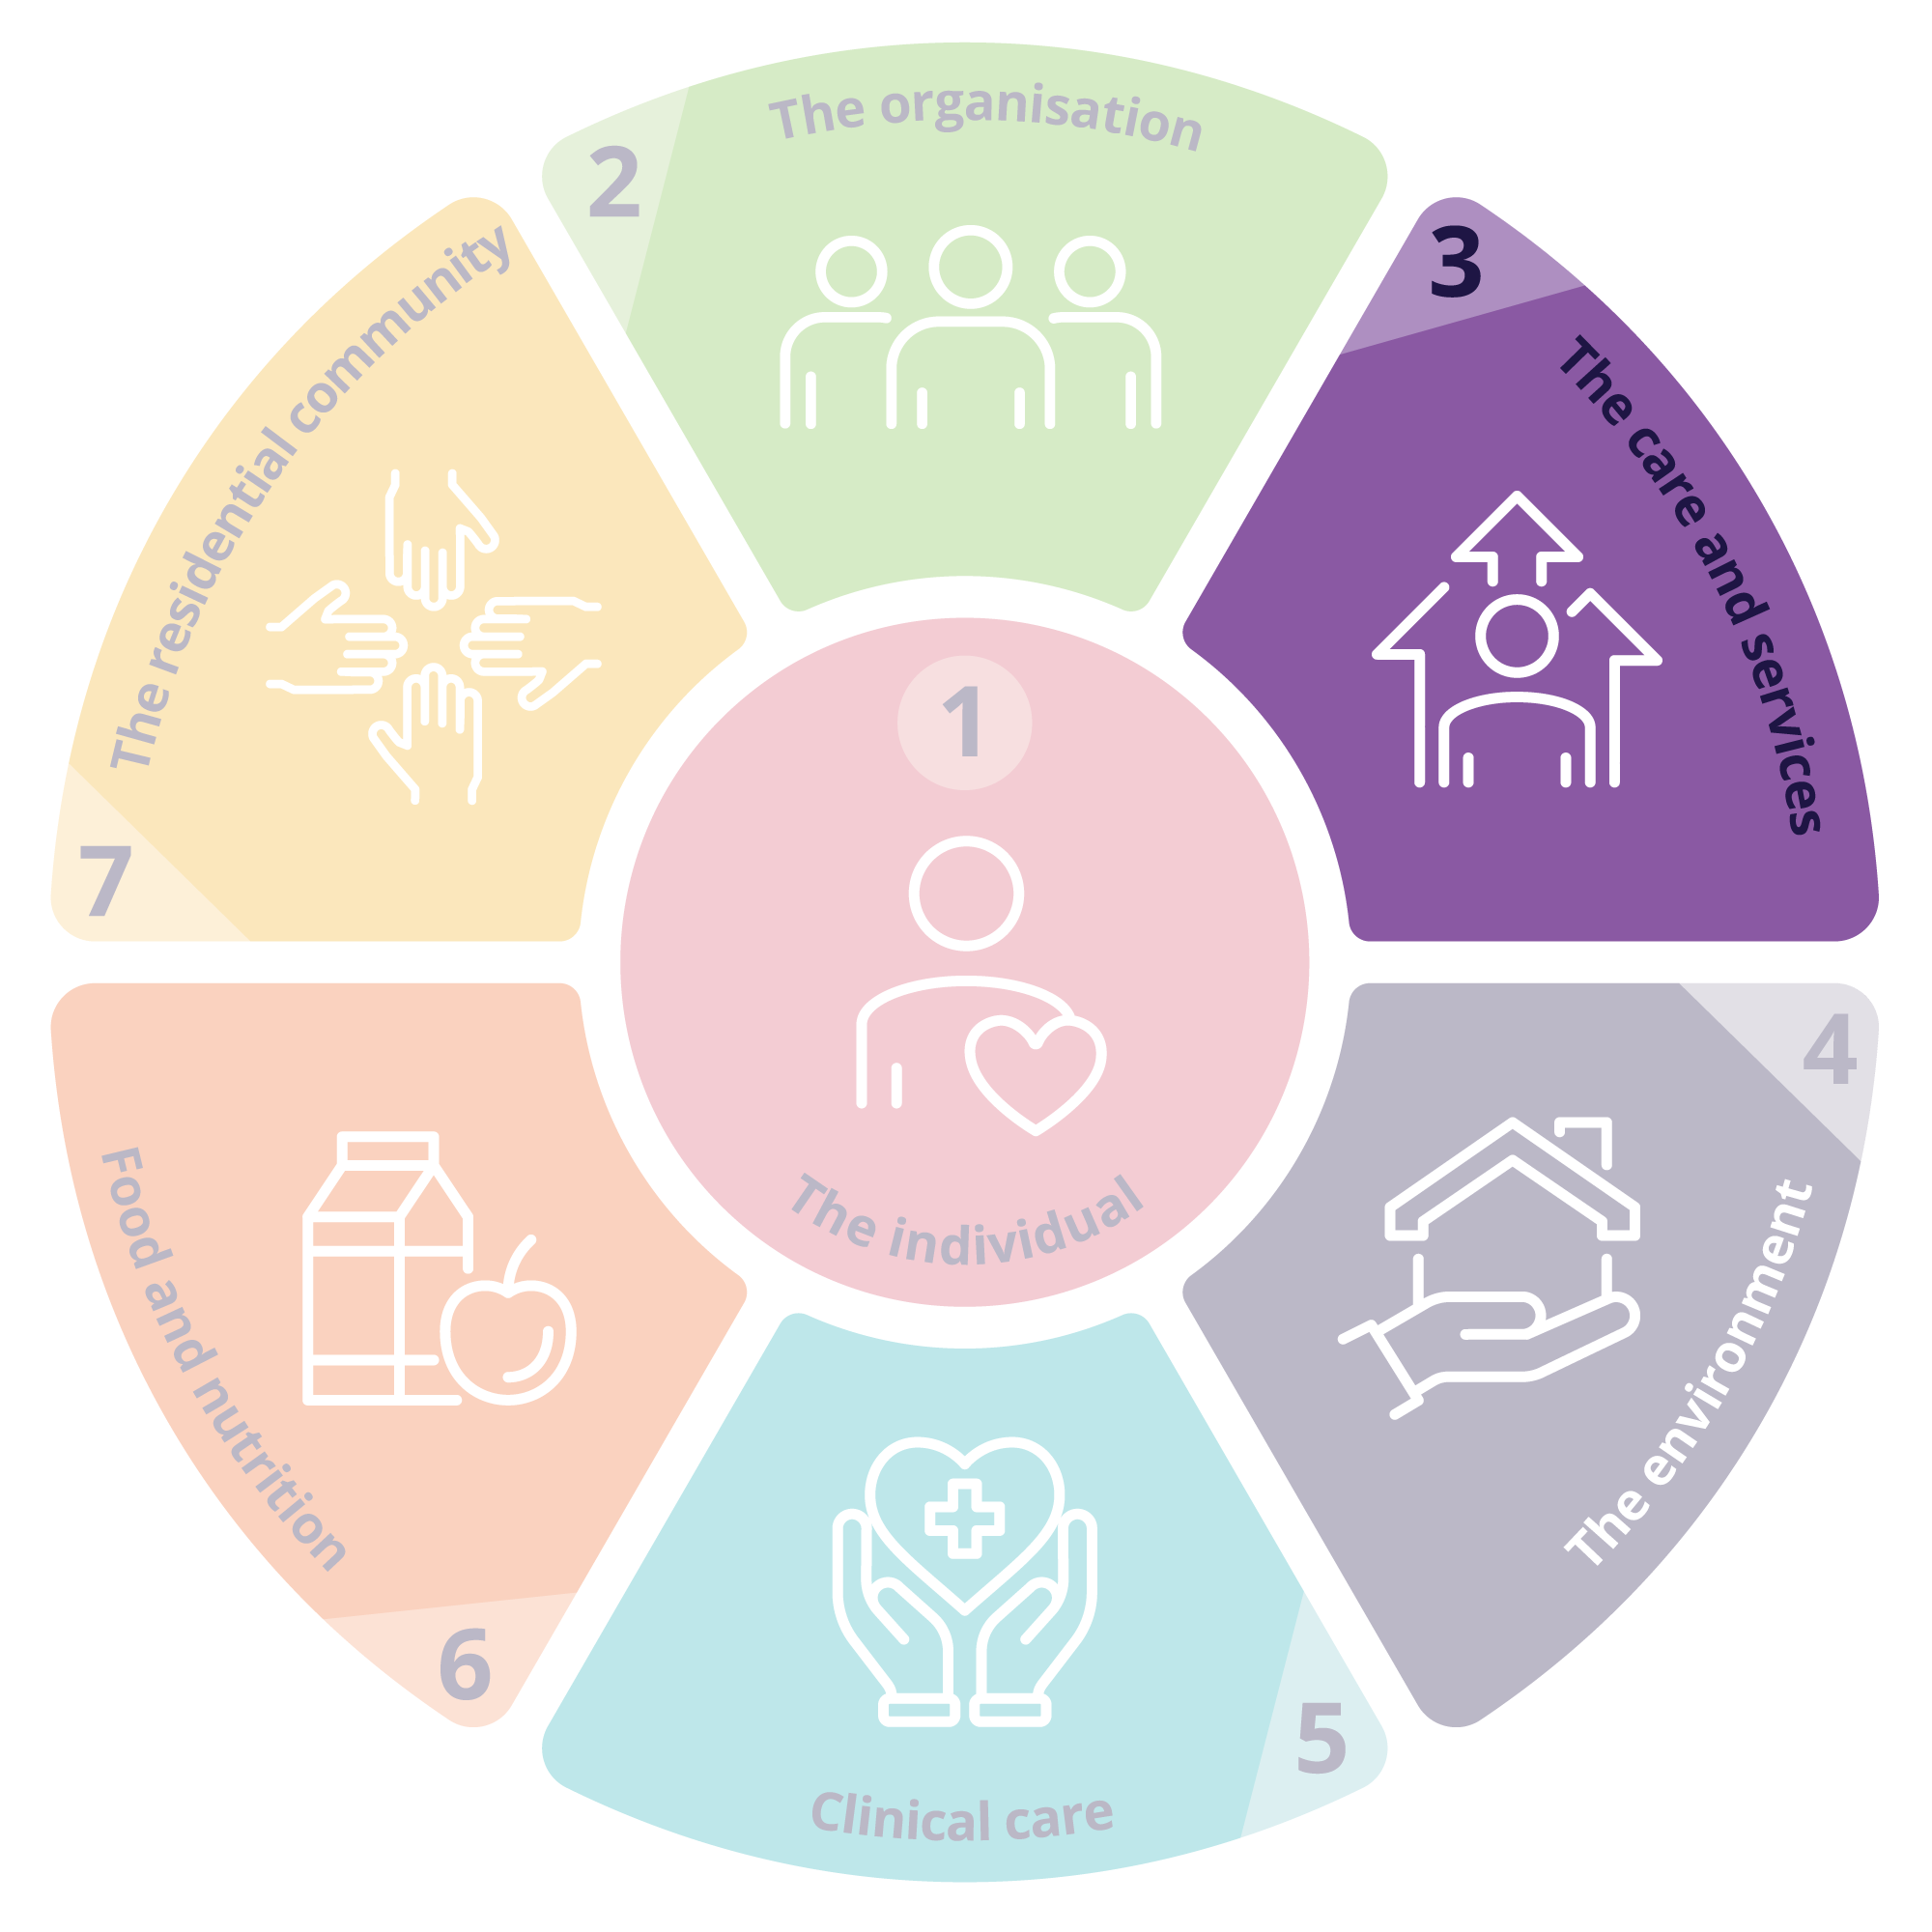 1
The individual
2
The organisation
3
The care and services
4
The environment
5
Clinical care
6
Food and nutrition
7
The residential community